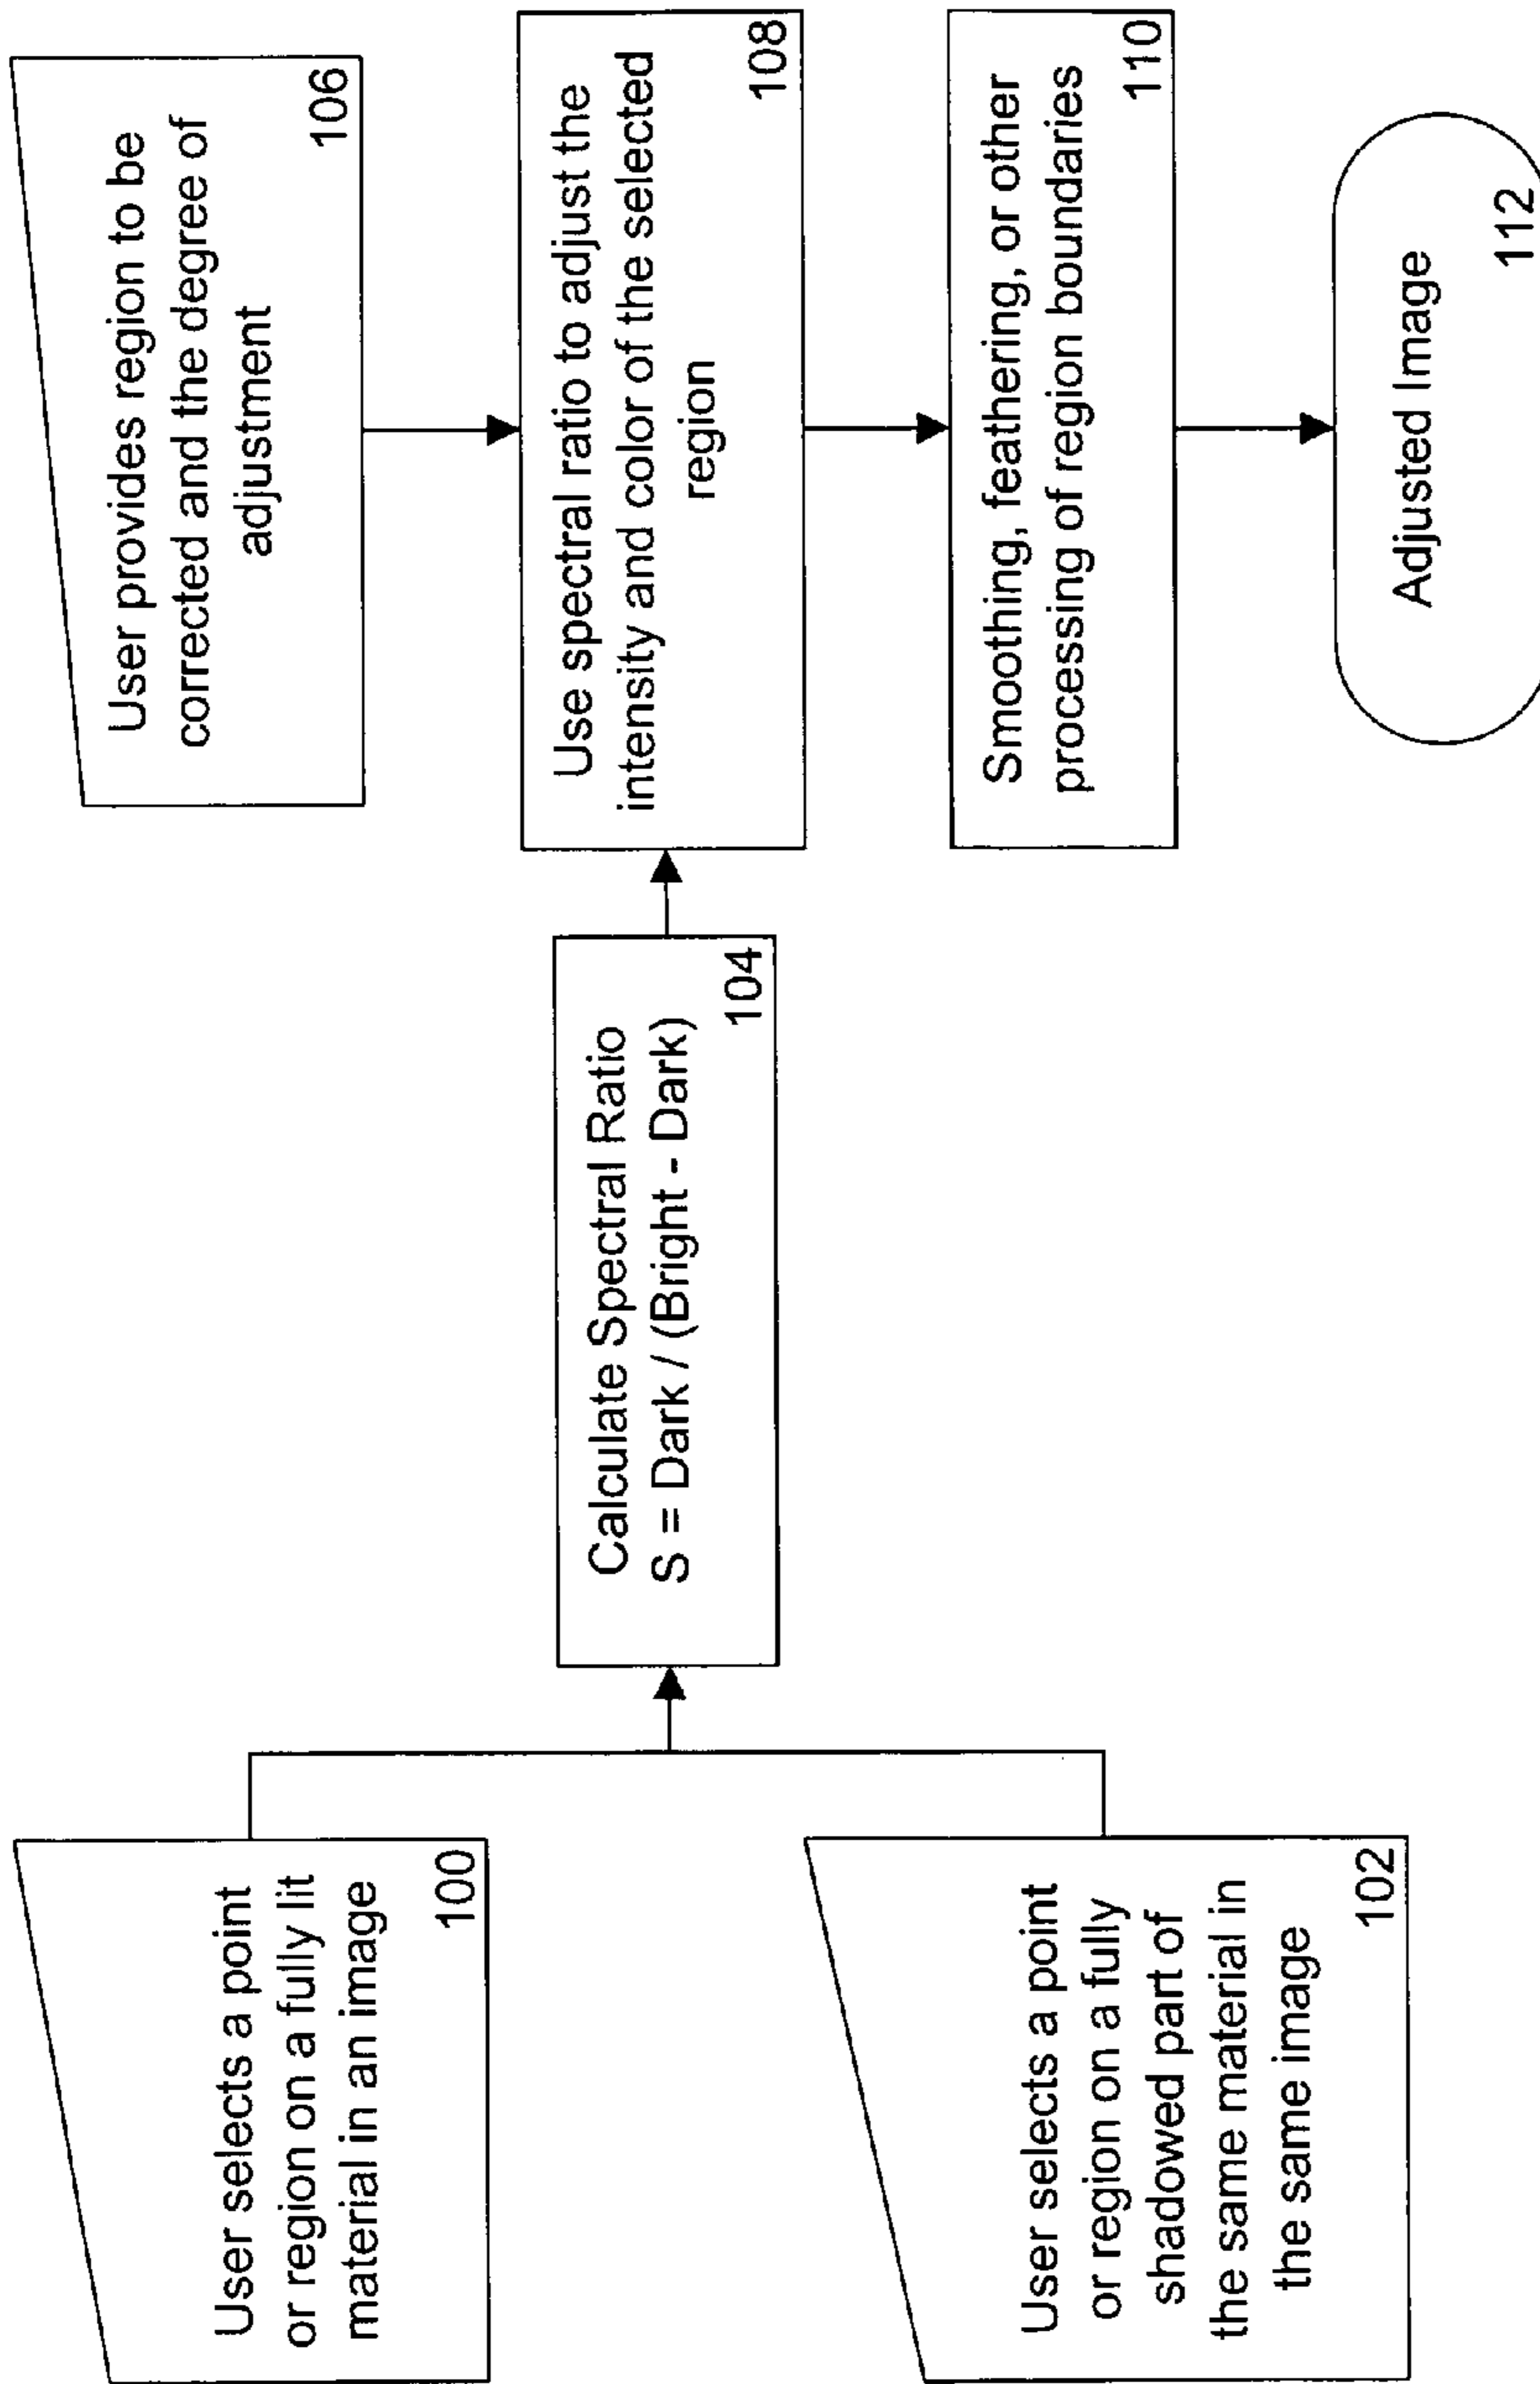 User selects a point
or region on a fully lit
material in an image
100
User selects a point
or region on a fully
shadowed part of
the same material in
the same image
102
Calculate Spectral Ratio
S = Dark / (Bright - Dark)
104
User provides region to be
corrected and the degree of
adjustment
106
Use spectral ratio to adjust the
intensity and color of the selected
region
108
Smoothing, feathering, or other
processing of region boundaries
110
Adjusted Image
112